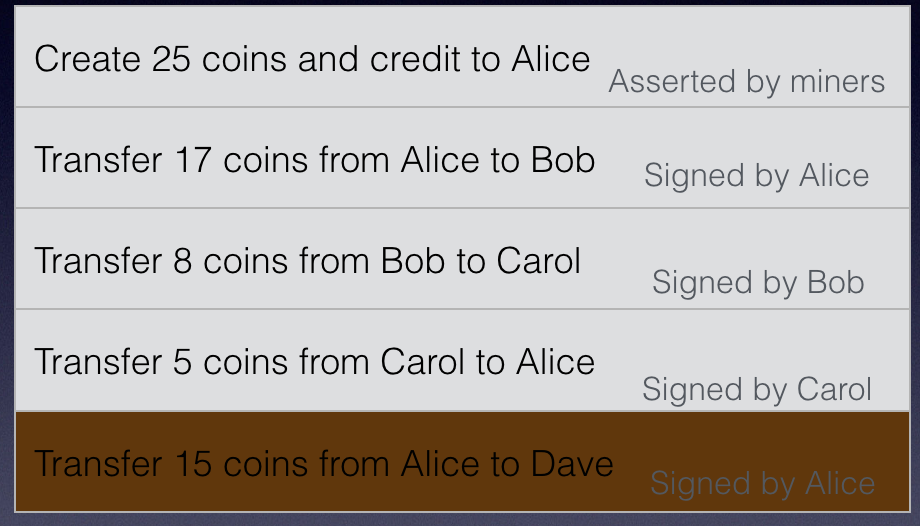 Create 25 coins and credit to Alice
Asserted by miners
Transfer 17 coins from Alice to Bob
Signed by Alice
Transfer 8 coins from Bob to Carol
Signed by Bob
Transfer 5 coins from Carol to Alice
Signed by Carol
Transfer 15 coins from Alice to Dave
Signed by Alice